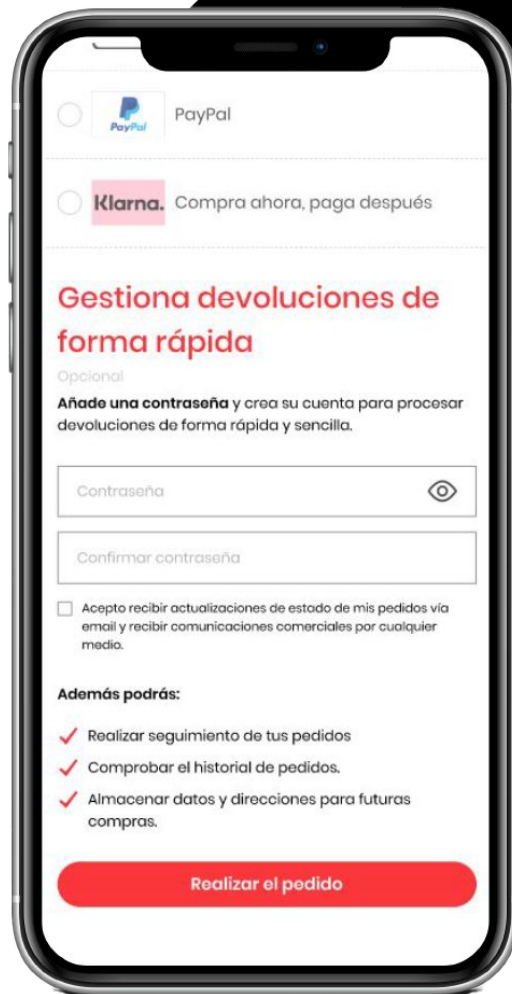 PayPal
PayPal
Klarna. Compra ahora, paga después
Gestiona devoluciones de
forma rápida
Opcional
Añade una contraseña y crea su cuenta para procesar
devoluciones de forma rápida y sencilla.
Contraseña
Confirmar contraseña
Acepto recibir actualizaciones de estado de mis pedidos vía
email y recibir comunicaciones comerciales por cualquier
medio.
Además podrás:
Realizar seguimiento de tus pedidos
Comprobar el historial de pedidos.
Almacenar datos y direcciones para futuras
compras.
Realizar el pedido